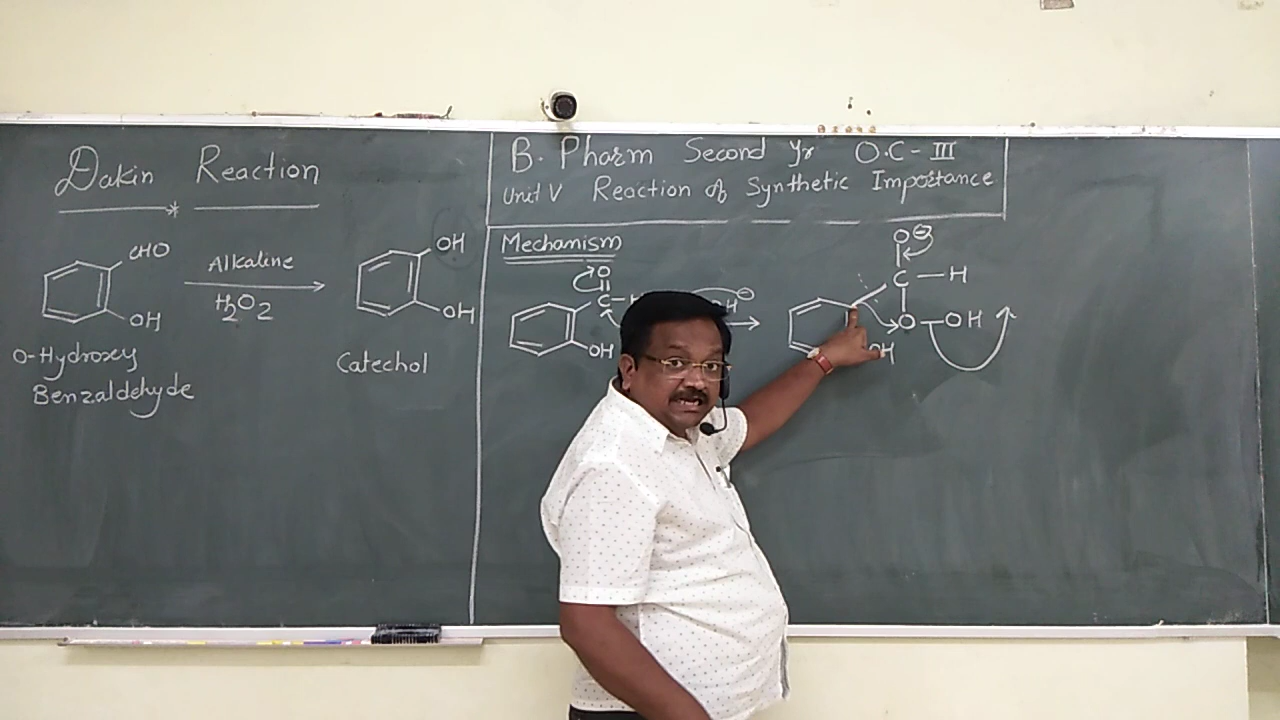 Dakin Reaction
CHO
OH
Alkaline
H2O2
OH
OH
O-Hydroxy
Benzaldehyde
Catechol
B. Pharm Second Yr O.C-III
Unit V Reaction of Synthetic Importance
Mechanism
O
C-H
OH
H⊖
O⊖
C-H
O-OH
OH